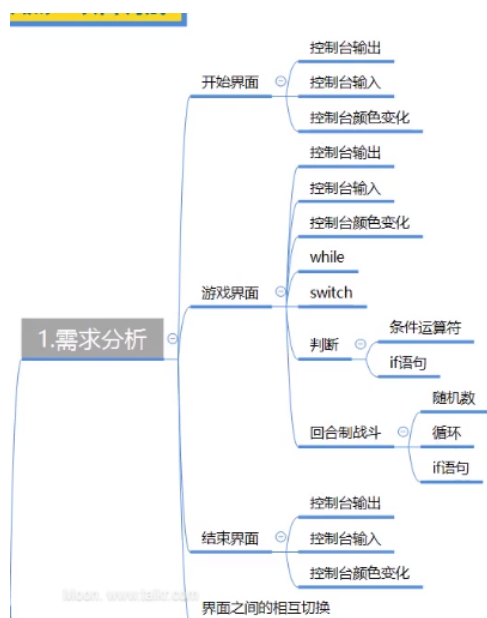 1.需求分析
开始界面
控制台输出
控制台输入
控制台颜色变化
游戏界面
控制台输出
控制台输入
控制台颜色变化
while
switch
判断
条件运算符
if语句
回合制战斗
随机数
循环
if语句
结束界面
控制台输出
控制台输入
控制台颜色变化
界面之间的相互切换